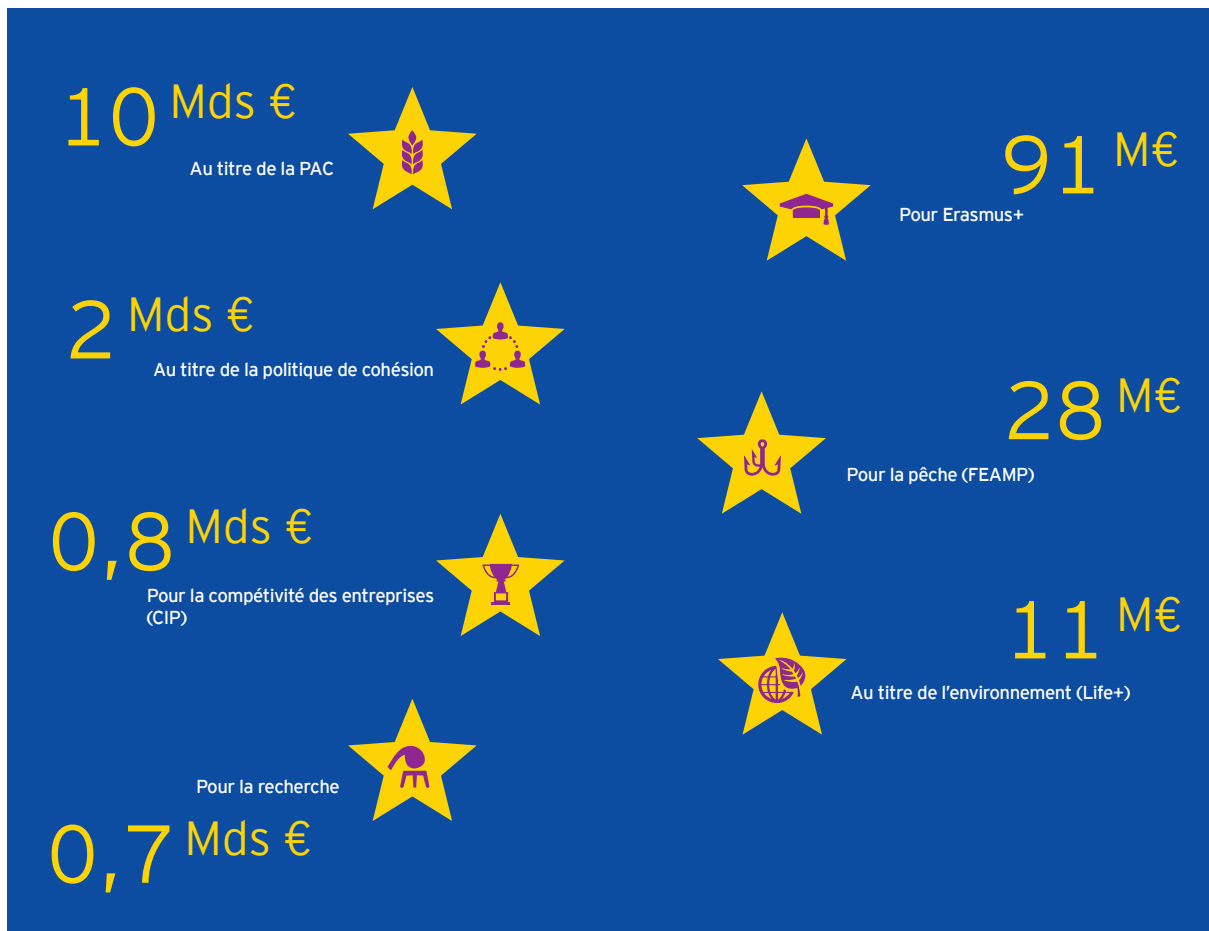 10 Mds €
Au titre de la PAC
2 Mds €
Au titre de la politique de cohésion
0,8 Mds €
Pour la compétivité des entreprises
(CIP)
Pour la recherche
0,7 Mds €
91 M€
Pour Erasmus+
28 M€
Pour la pêche (FEAMP)
11 M€
Au titre de l'environnement (Life+)